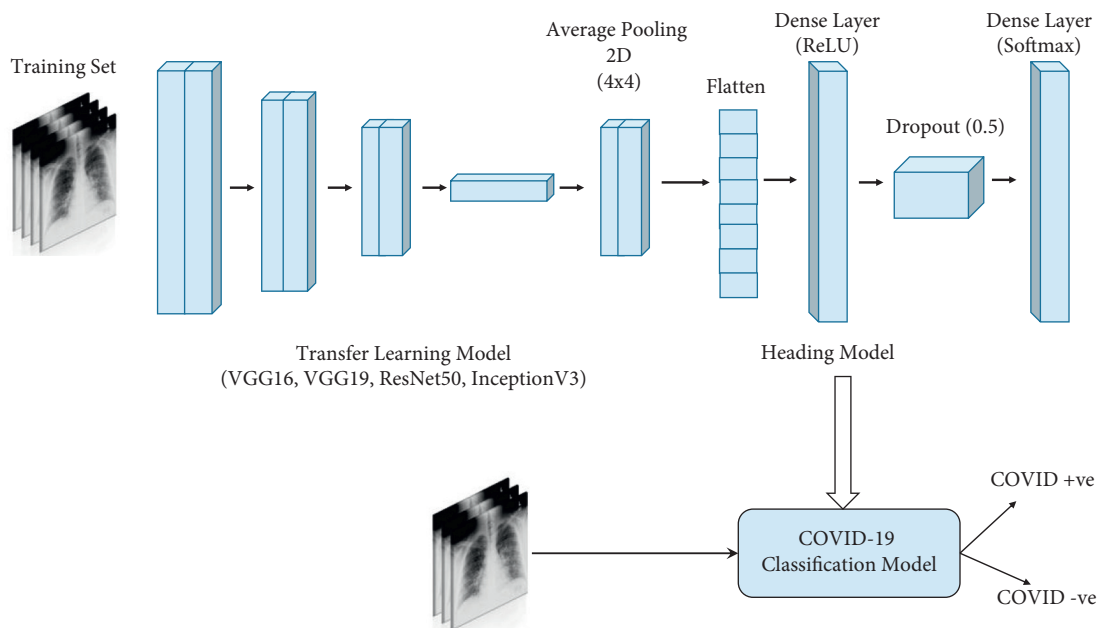 Training Set
Average Pooling
2D
(4x4)
Flatten
Dense Layer
(ReLU)
Dropout (0.5)
Dense Layer
(Softmax)
Transfer Learning Model
(VGG16, VGG19, ResNet50, InceptionV3)
Heading Model
COVID-19
Classification Model
COVID +ve
COVID -ve